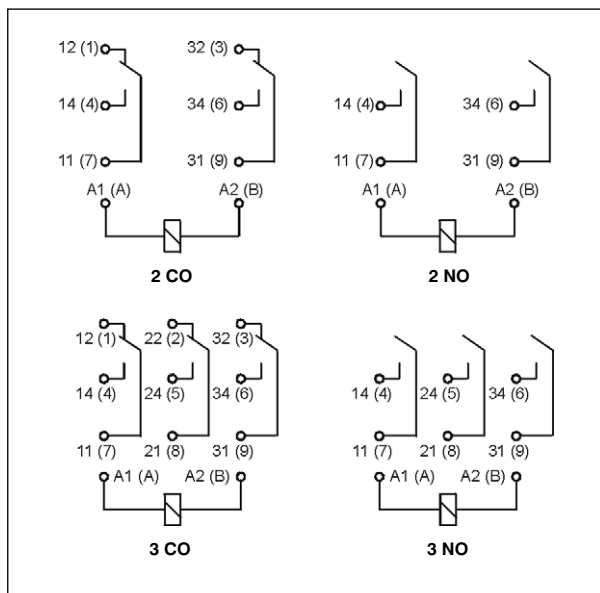 12 (1)
32 (3)
14 (4)
34 (6)
11 (7)
31 (9)
A1 (A)
A2 (B)
2 CO
14 (4)
34 (6)
11 (7)
31 (9)
A1 (A)
A2 (B)
2 NO
12 (1)
22 (2)
32 (3)
14 (4)
24 (5)
34 (6)
11 (7)
21 (8)
31 (9)
A1 (A)
A2 (B)
3 CO
14 (4)
24 (5)
34 (6)
11 (7)
21 (8)
31 (9)
A1 (A)
A2 (B)
3 NO